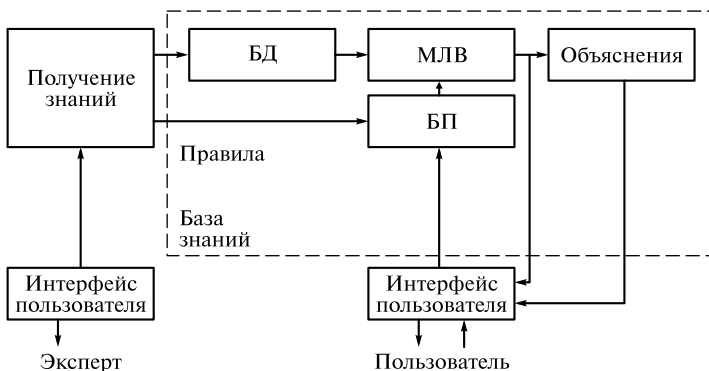 Получение
знаний
БД
МЛВ
Объяснения
БП
Правила
База
знаний
Интерфейс
пользователя
Интерфейс
пользователя
Эксперт
Пользователь